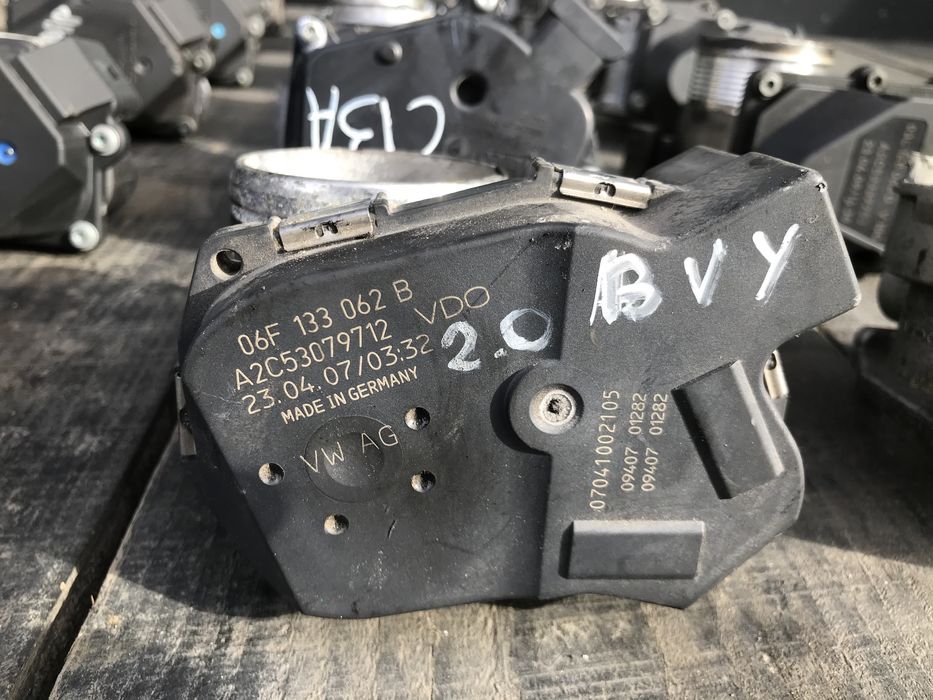 CBA
06F 133 062 B
A2C53079712 VDO
23.04.07/03:32
MADE IN GERMANY
VW AG
2.0 BVY
07041002105
09407 01282
09407 01282